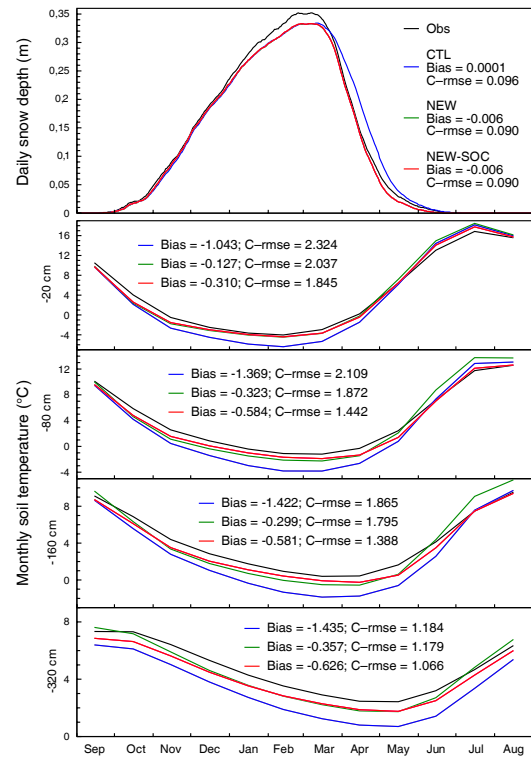 Daily snow depth (m)
0,35
0,3
0,25
0,2
0,15
0,1
0,05
0
Obs
CTL
Bias = 0.0001
C-rmse = 0.096
NEW
Bias = -0.006
C-rmse = 0.090
NEW-SOC
Bias = -0.006
C-rmse = 0.090
Monthly soil temperature (°C)
-20 cm
16
12
8
4
0
-4
Bias = -1.043; C−rmse = 2.324
Bias = -0.127; C−rmse = 2.037
Bias = -0.310; C−rmse = 1.845
-80 cm
12
8
4
0
-4
Bias = -1.369; C−rmse = 2.109
Bias = -0.323; C−rmse = 1.872
Bias = -0.584; C−rmse = 1.442
-160 cm
8
4
0
Bias = -1.422; C−rmse = 1.865
Bias = -0.299; C−rmse = 1.795
Bias = -0.581; C−rmse = 1.388
-320 cm
8
4
0
Bias = -1.435; C−rmse = 1.184
Bias = -0.357; C−rmse = 1.179
Bias = -0.626; C−rmse = 1.066
Sep Oct Nov Dec Jan Feb Mar Apr May Jun Jul Aug